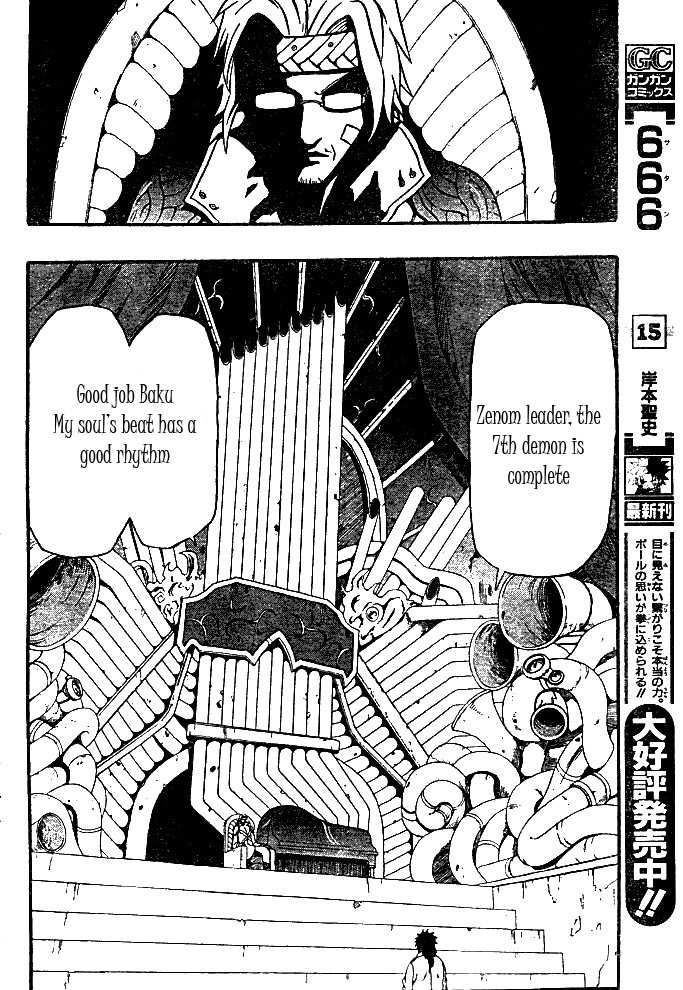 Zenom leader, the
7th demon is
complete
Good job Baku
My soul's beat has a
good rhythm
GC
ガンガン
コミックス
666
サタン
15
岸本聖史
最新刊
目に見えない繋がりこそ本当の力。
ボールの思いが拳に込められる!!
大好評発売中!!